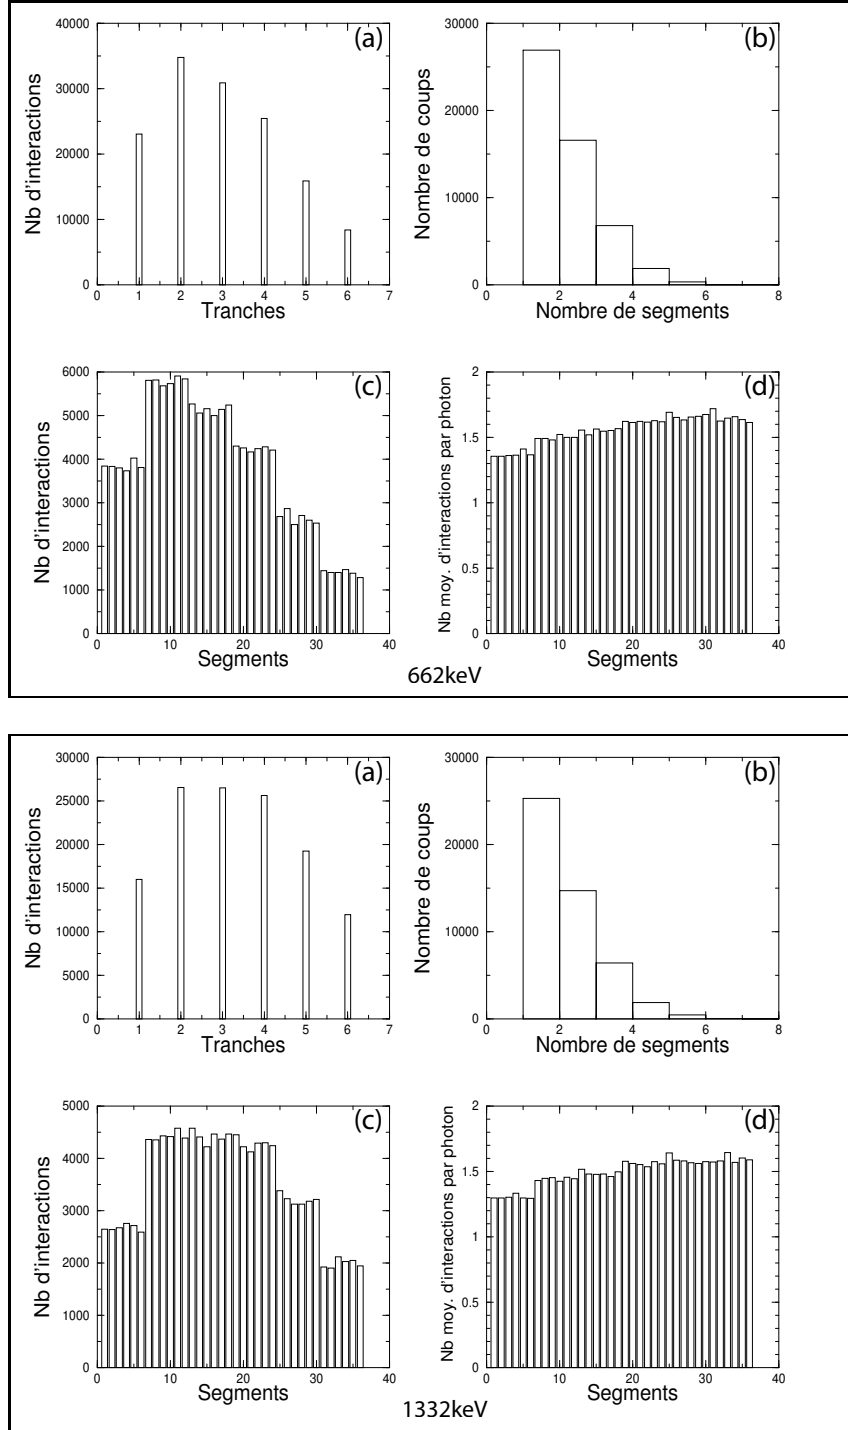 (a)
Nb d'interactions
40000
30000
20000
10000
0
0 1 2 3 4 5 6 7
Tranches
(b)
Nombre de coups
30000
20000
10000
0
0 2 4 6 8
Nombre de segments
(c)
Nb d'interactions
6000
5000
4000
3000
2000
1000
0
0 10 20 30 40
Segments
(d)
Nb moy. d'interactions par photon
2
1.5
1
0.5
0
0 10 20 30 40
Segments
662keV
(a)
Nb d'interactions
30000
25000
20000
15000
10000
5000
0
0 1 2 3 4 5 6 7
Tranches
(b)
Nombre de coups
30000
20000
10000
0
0 2 4 6 8
Nombre de segments
(c)
Nb d'interactions
5000
4000
3000
2000
1000
0
0 10 20 30 40
Segments
(d)
Nb moy. d'interactions par photon
2
1.5
1
0.5
0
0 10 20 30 40
Segments
1332keV